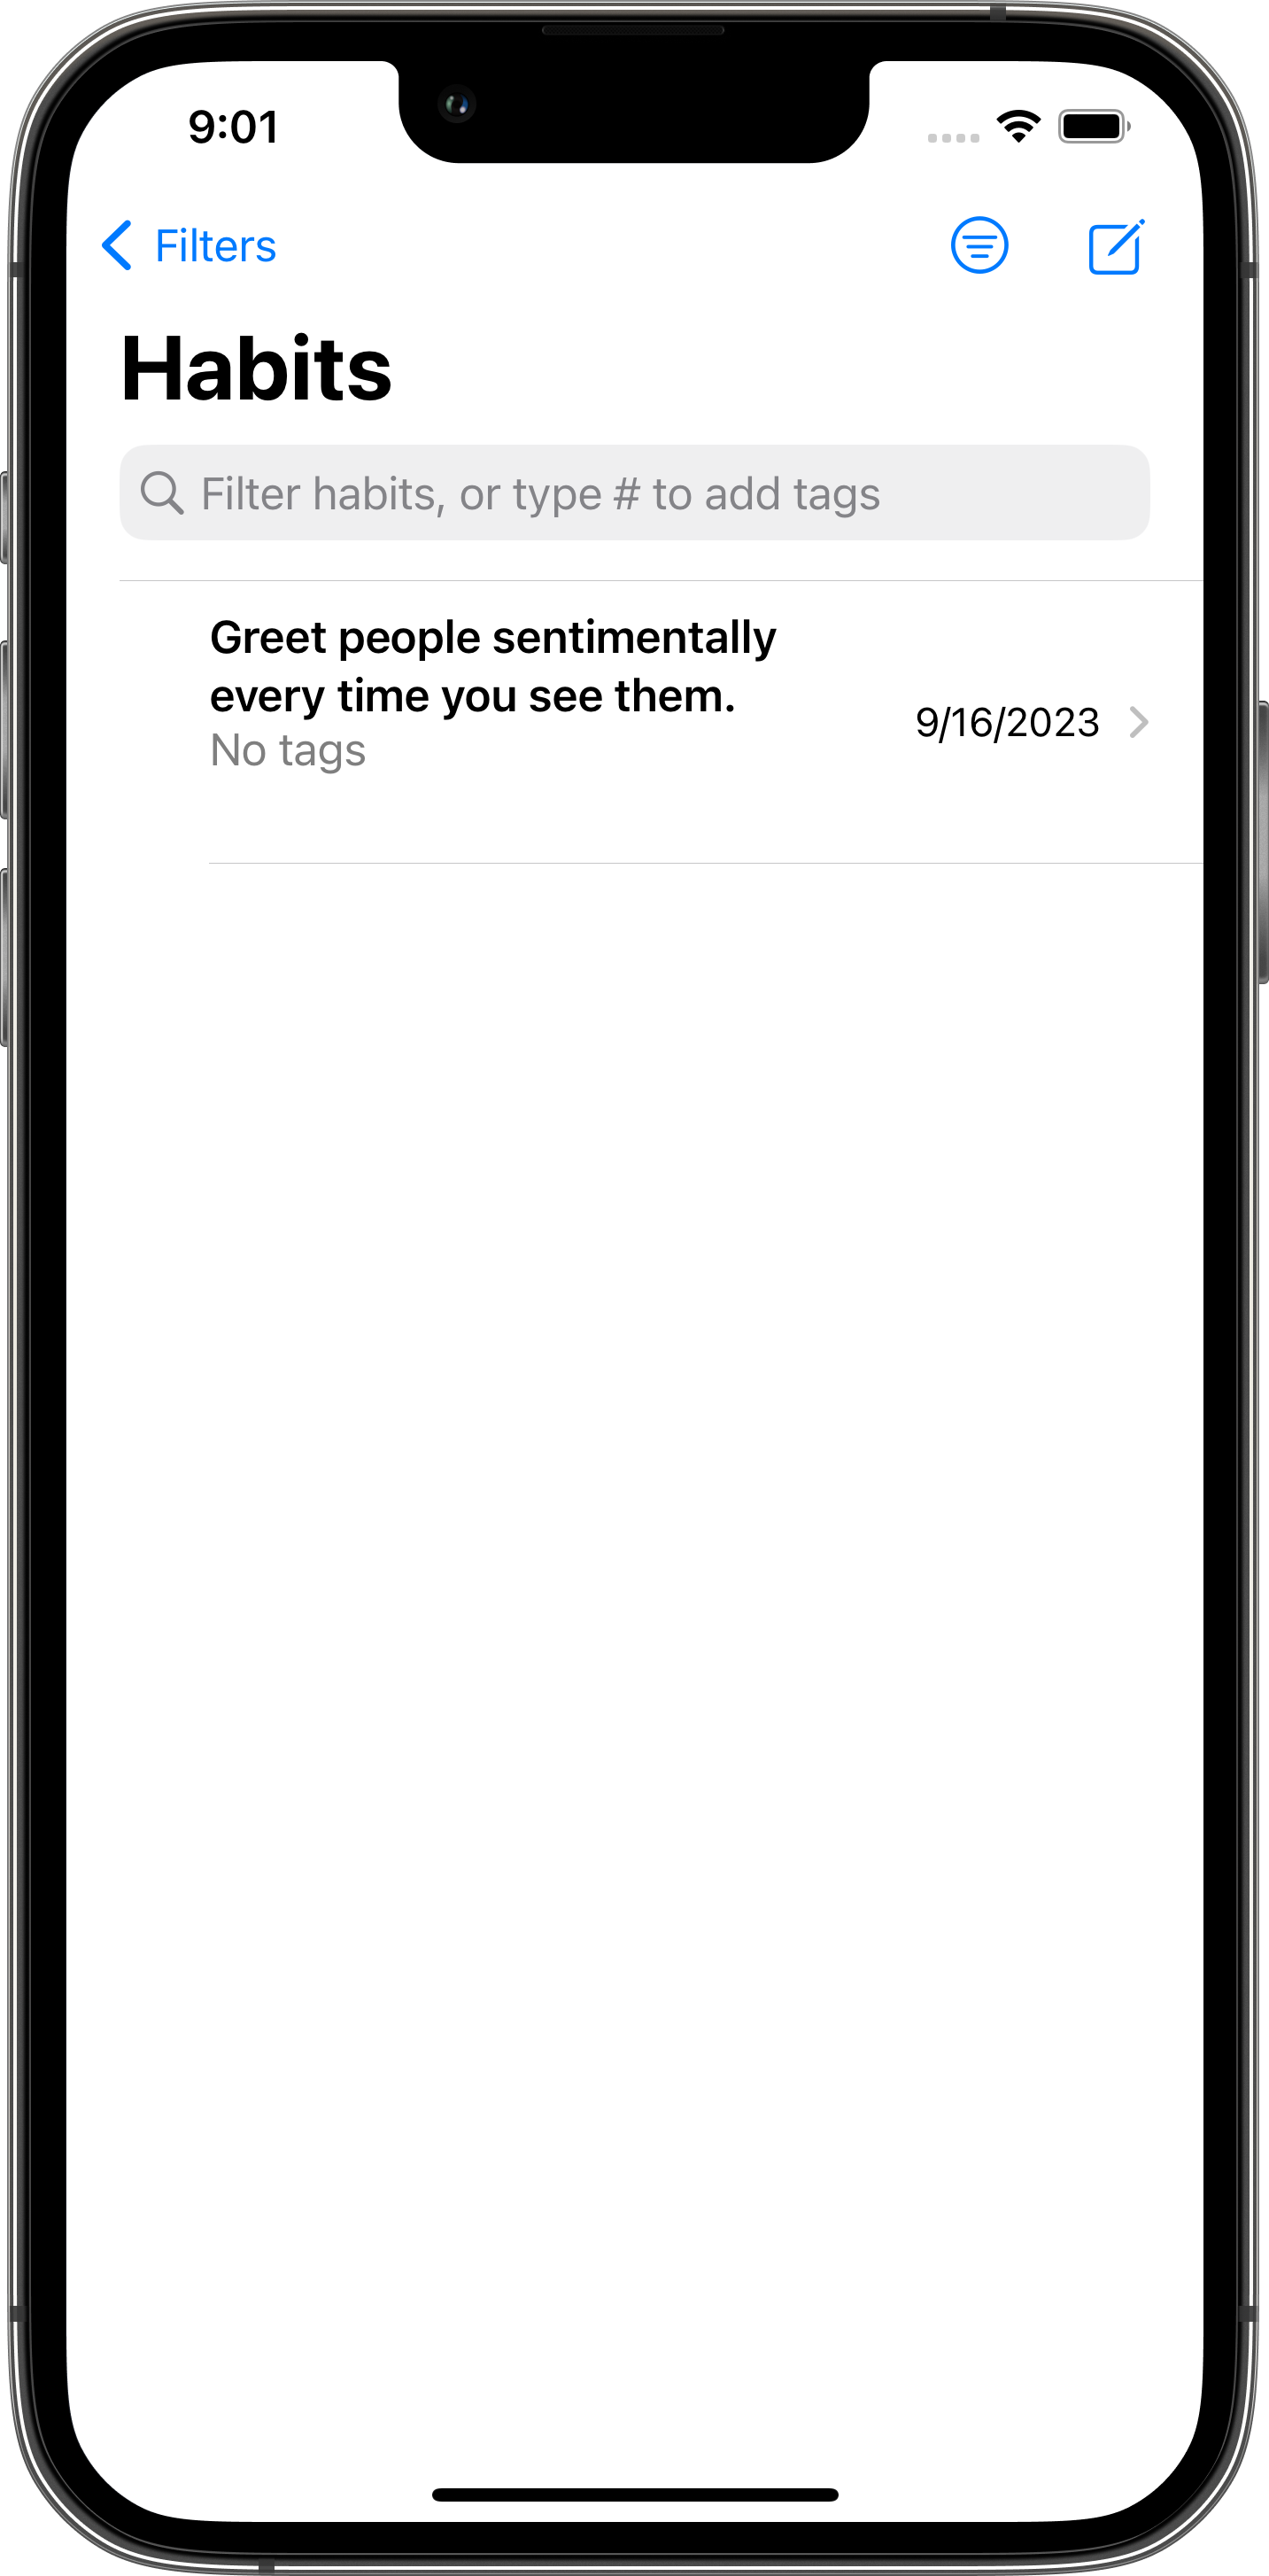 9:01
Filters
Habits
Filter habits, or type # to add tags
Greet people sentimentally
every time you see them.
No tags
9/16/2023